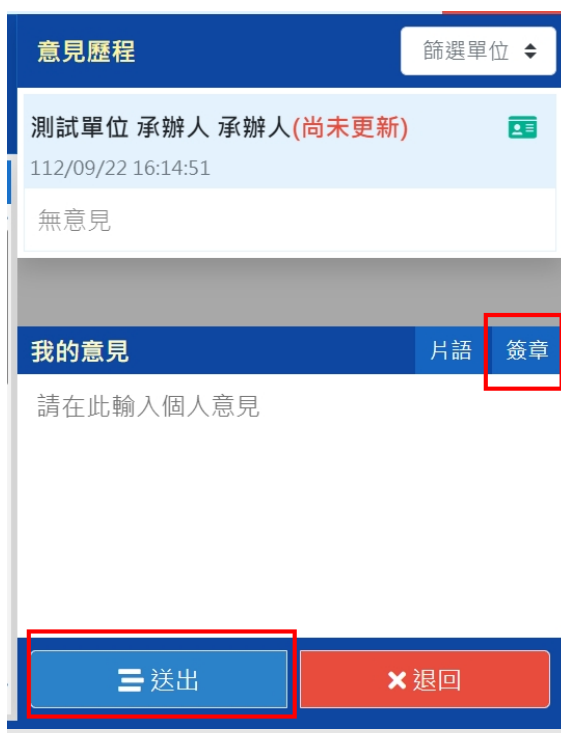 意見歷程 篩選單位
測試單位 承辦人 承辦人(尚未更新)
112/09/22 16:14:51
無意見
我的意見 片語 簽章
請在此輸入個人意見
送出 退回